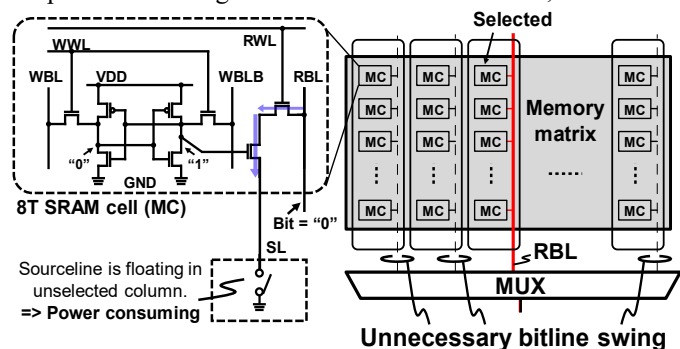 Selected
WWL
RWL
WBL
VDD
WBLB
RBL
"0"
"1"
GND
8T SRAM cell (MC)
Bit = "0"
SL
Sourceline is floating in
unselected column.
=> Power consuming
MC MC MC MC
MC MC MC MC
MC MC MC MC
MC MC MC MC
Memory
matrix
RBL
MUX
Unnecessary bitline swing